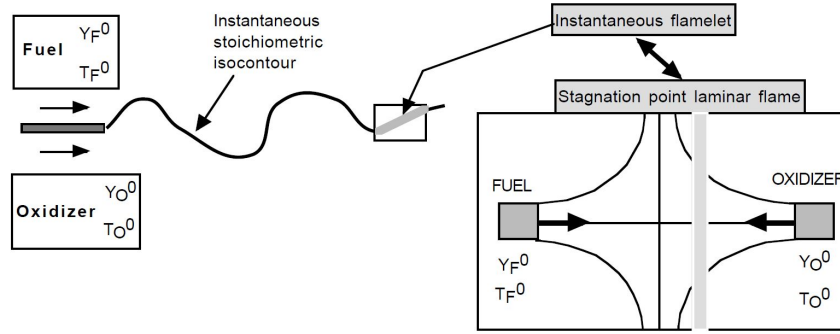 Fuel
Y_F^0
T_F^0
Instantaneous
stoichiometric
isocontour
Oxidizer
Y_O^0
T_O^0
Instantaneous flamelet
Stagnation point laminar flame
FUEL
OXIDIZER
Y_F^0
T_F^0
Y_O^0
T_O^0